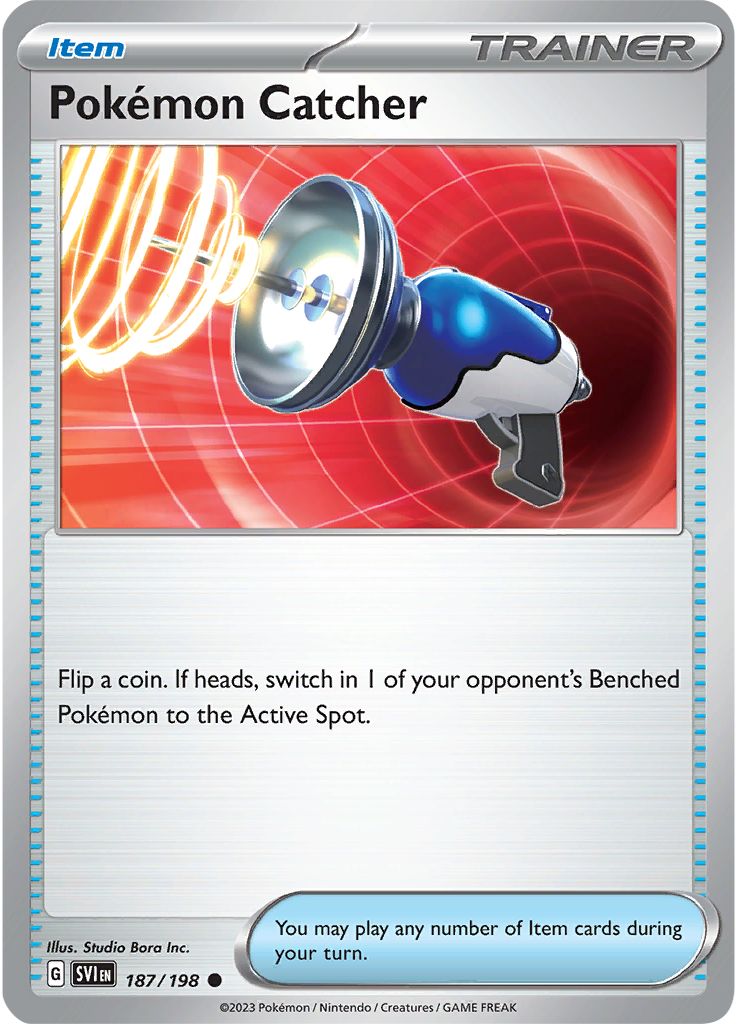 Item
TRAINER
Pokémon Catcher
Flip a coin. If heads, switch in 1 of your opponent's Benched
Pokémon to the Active Spot.
You may play any number of Item cards during
your turn.
Illus. Studio Bora Inc.
G SVI EN 187/198
©2023 Pokémon / Nintendo / Creatures / GAME FREAK